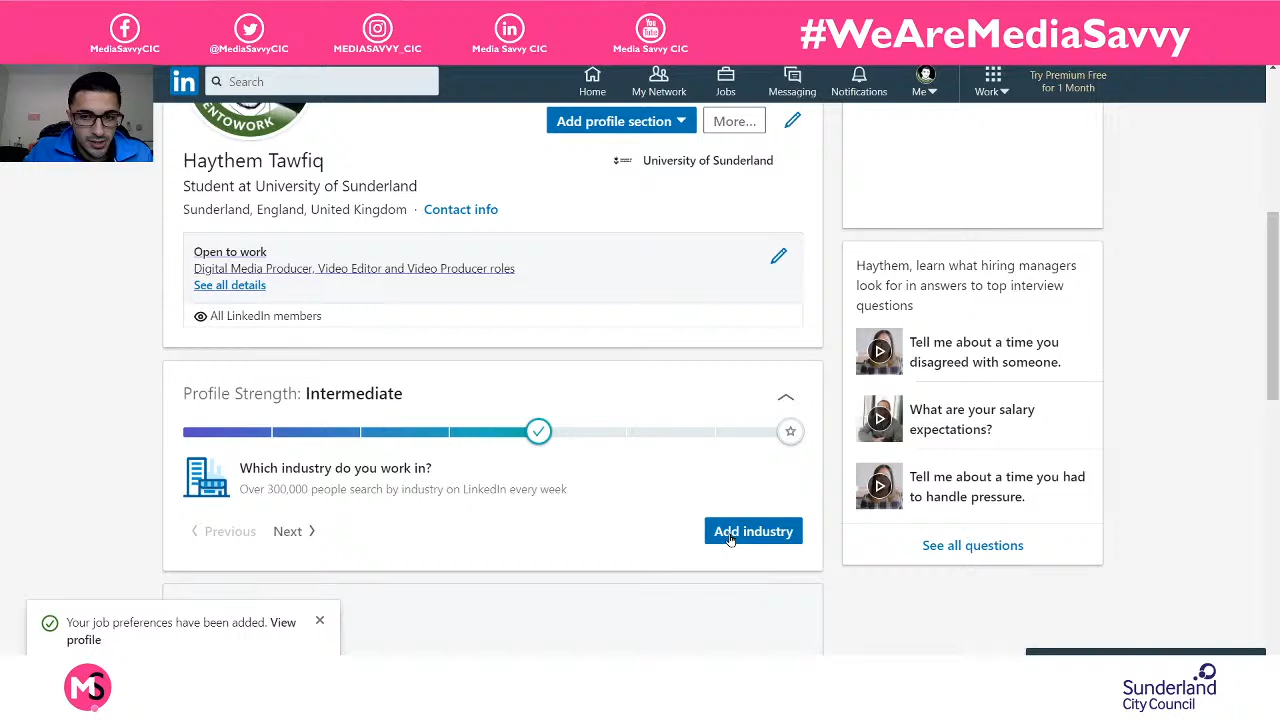 MediaSavvyCIC
@MediaSavvyCIC
MEDIASAVVY_CIC
in
Media Savvy CIC
You Tube
Media Savvy CIC
#WeAreMediaSavvy
in
Search
Home
My Network
Jobs
Messaging
Notifications
Me
Work
Try Premium Free
for 1 Month
ENTOWORK
Add profile section
More...
Haythem Tawfiq
University of Sunderland
Student at University of Sunderland
Sunderland, England, United Kingdom · Contact info
Open to work
Digital Media Producer, Video Editor and Video Producer roles
See all details
All LinkedIn members
Profile Strength: Intermediate
Which industry do you work in?
Over 300,000 people search by industry on LinkedIn every week
Previous
Next
Add industry
Haythem, learn what hiring managers
look for in answers to top interview
questions
Tell me about a time you
disagreed with someone.
What are your salary
expectations?
Tell me about a time you had
to handle pressure.
See all questions
Your job preferences have been added. View
profile
MS
Sunderland
City Council